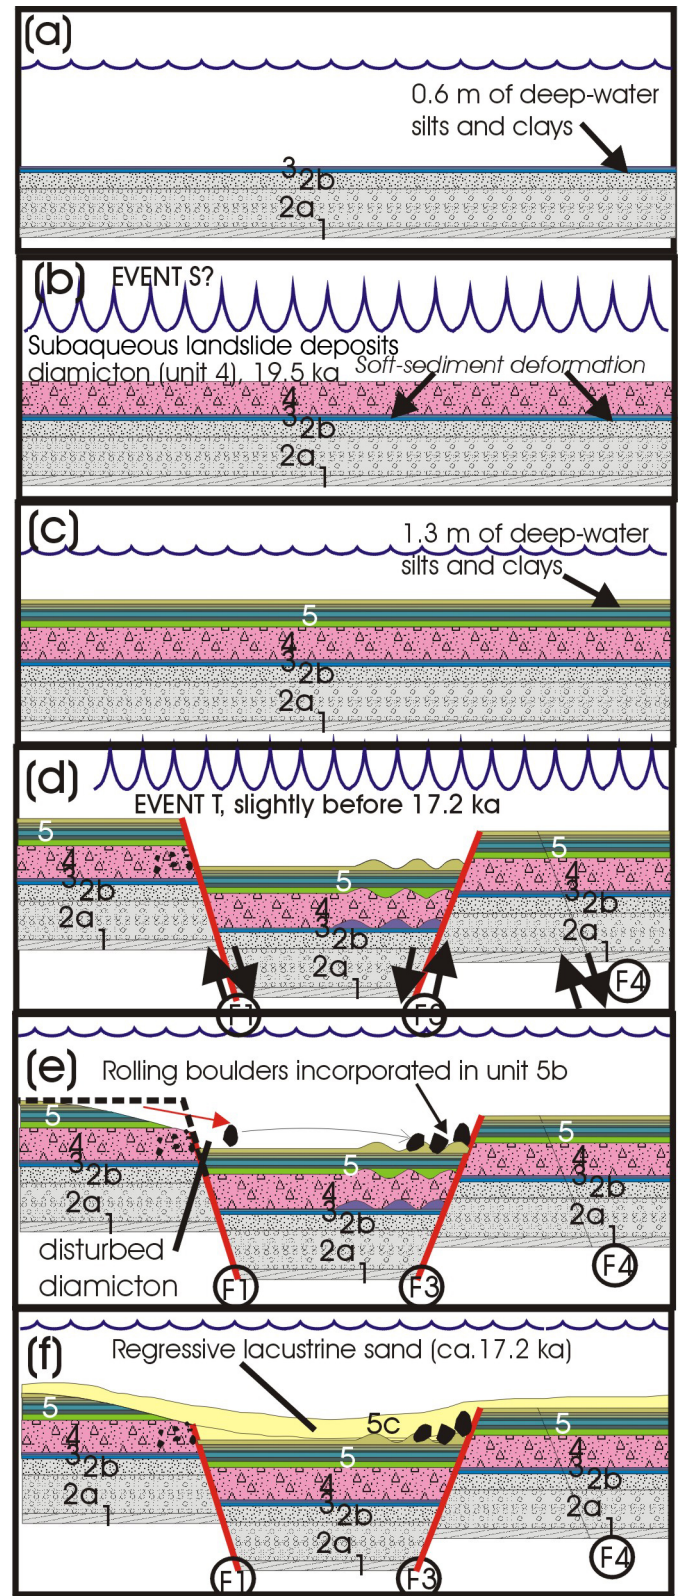 (a)
0.6 m of deep-water
silts and clays
3
2b
2a
1
(b)
EVENT S?
Subaqueous landslide deposits
diamicton (unit 4), 19.5 ka
Soft-sediment deformation
4
3
2b
2a
1
(c)
1.3 m of deep-water
silts and clays
5
4
3
2b
2a
1
(d)
EVENT T, slightly before 17.2 ka
5 5 5
4 4 4
3 3 3
2b 2b 2b
2a 2a 2a
1 1 1
F1 F3 F4
(e)
Rolling boulders incorporated in unit 5b
5 5 5
4 4 4
3 3 3
2b 2b 2b
2a 2a 2a
1 1 1
disturbed
diamicton
F1 F3 F4
(f)
Regressive lacustrine sand (ca.17.2 ka)
5c
5 5 5
4 4 4
3 3 3
2b 2b 2b
2a 2a 2a
1 1 1
F1 F3 F4